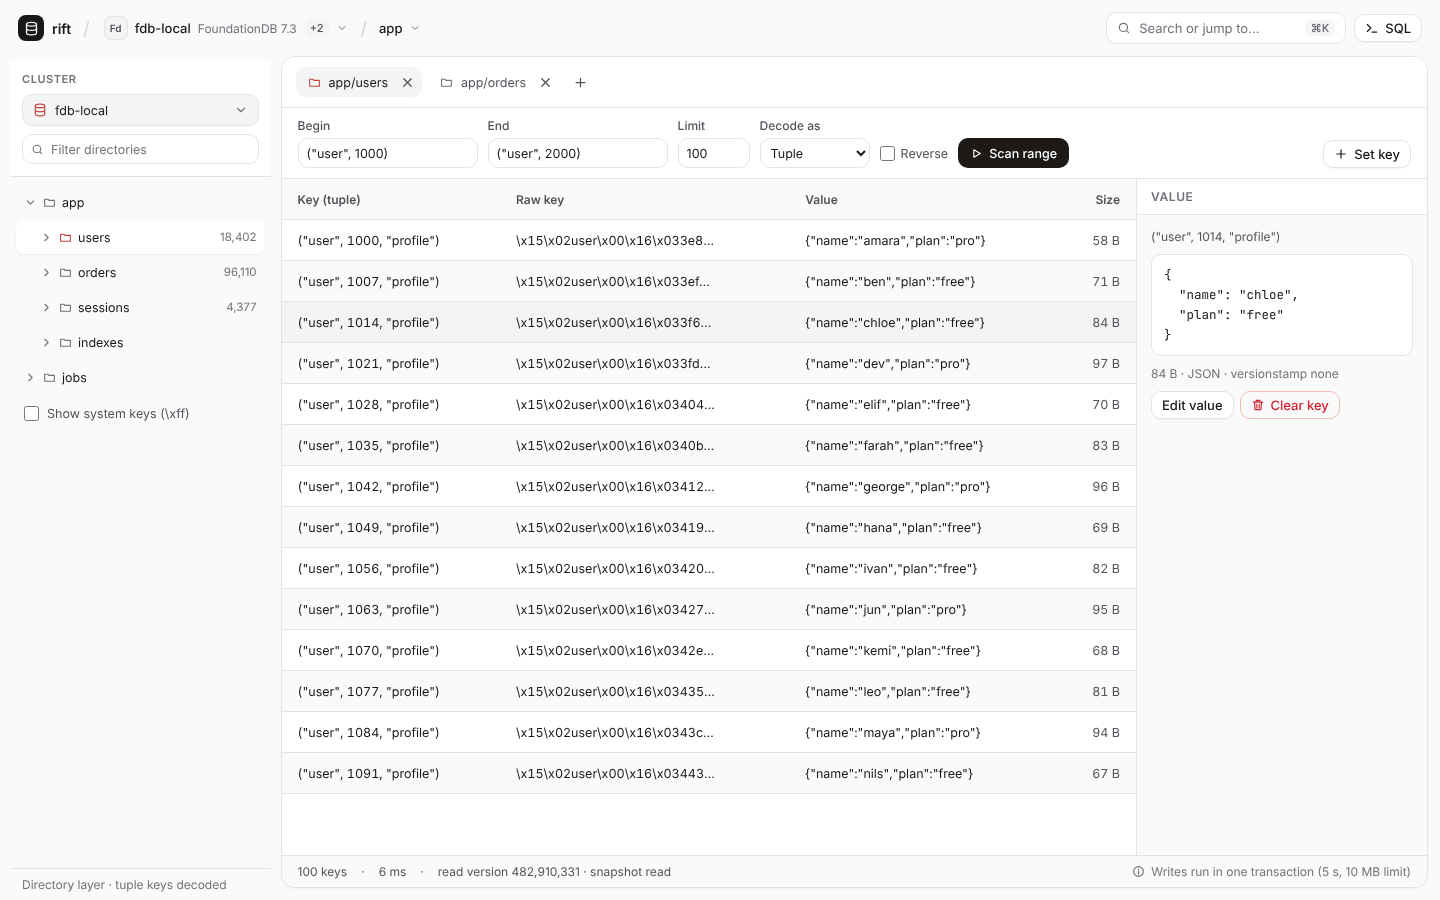 rift / Fd fdb-local FoundationDB 7.3 +2 / app
Search or jump to... ⌘K
SQL
CLUSTER
fdb-local
Filter directories
app
users 18,402
orders 96,110
sessions 4,377
indexes
jobs
Show system keys (\xff)
Directory layer · tuple keys decoded
app/users
app/orders
Begin End Limit Decode as
("user", 1000) ("user", 2000) 100 Tuple Reverse Scan range Set key
Key (tuple) Raw key Value Size
("user", 1000, "profile") \x15\x02user\x00\x16\x033e8... {"name":"amara","plan":"pro"} 58 B
("user", 1007, "profile") \x15\x02user\x00\x16\x033ef... {"name":"ben","plan":"free"} 71 B
("user", 1014, "profile") \x15\x02user\x00\x16\x033f6... {"name":"chloe","plan":"free"} 84 B
("user", 1021, "profile") \x15\x02user\x00\x16\x033fd... {"name":"dev","plan":"pro"} 97 B
("user", 1028, "profile") \x15\x02user\x00\x16\x03404... {"name":"elif","plan":"free"} 70 B
("user", 1035, "profile") \x15\x02user\x00\x16\x0340b... {"name":"farah","plan":"free"} 83 B
("user", 1042, "profile") \x15\x02user\x00\x16\x03412... {"name":"george","plan":"pro"} 96 B
("user", 1049, "profile") \x15\x02user\x00\x16\x03419... {"name":"hana","plan":"free"} 69 B
("user", 1056, "profile") \x15\x02user\x00\x16\x03420... {"name":"ivan","plan":"free"} 82 B
("user", 1063, "profile") \x15\x02user\x00\x16\x03427... {"name":"jun","plan":"pro"} 95 B
("user", 1070, "profile") \x15\x02user\x00\x16\x0342e... {"name":"kemi","plan":"free"} 68 B
("user", 1077, "profile") \x15\x02user\x00\x16\x03435... {"name":"leo","plan":"free"} 81 B
("user", 1084, "profile") \x15\x02user\x00\x16\x0343c... {"name":"maya","plan":"pro"} 94 B
("user", 1091, "profile") \x15\x02user\x00\x16\x03443... {"name":"nils","plan":"free"} 67 B
VALUE
("user", 1014, "profile")
{
"name": "chloe",
"plan": "free"
}
84 B · JSON · versionstamp none
Edit value Clear key
100 keys · 6 ms · read version 482,910,331 · snapshot read
Writes run in one transaction (5 s, 10 MB limit)